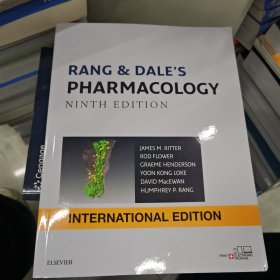 RANG & DALE'S
PHARMACOLOGY
NINTH EDITION
JAMES M. RITTER
ROD FLOWER
GRAEME HENDERSON
YOON KONG LOKE
DAVID MacEWAN
HUMPHREY P. RANG
INTERNATIONAL EDITION
ELSEVIER
Cengage